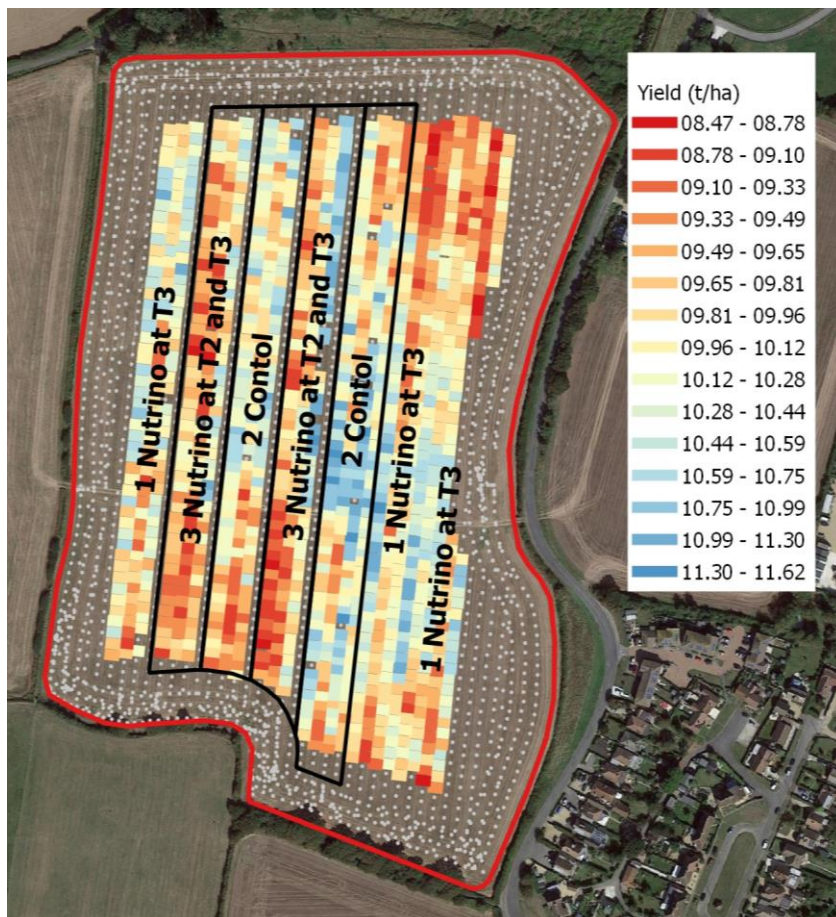 Yield (t/ha)
08.47 - 08.78
08.78 - 09.10
09.10 - 09.33
09.33 - 09.49
09.49 - 09.65
09.65 - 09.81
09.81 - 09.96
09.96 - 10.12
10.12 - 10.28
10.28 - 10.44
10.44 - 10.59
10.59 - 10.75
10.75 - 10.99
10.99 - 11.30
11.30 - 11.62
1 Nutrino at T3
3 Nutrino at T2 and T3
2 Contol
3 Nutrino at T2 and T3
2 Contol
1 Nutrino at T3
1 Nutrino at T3